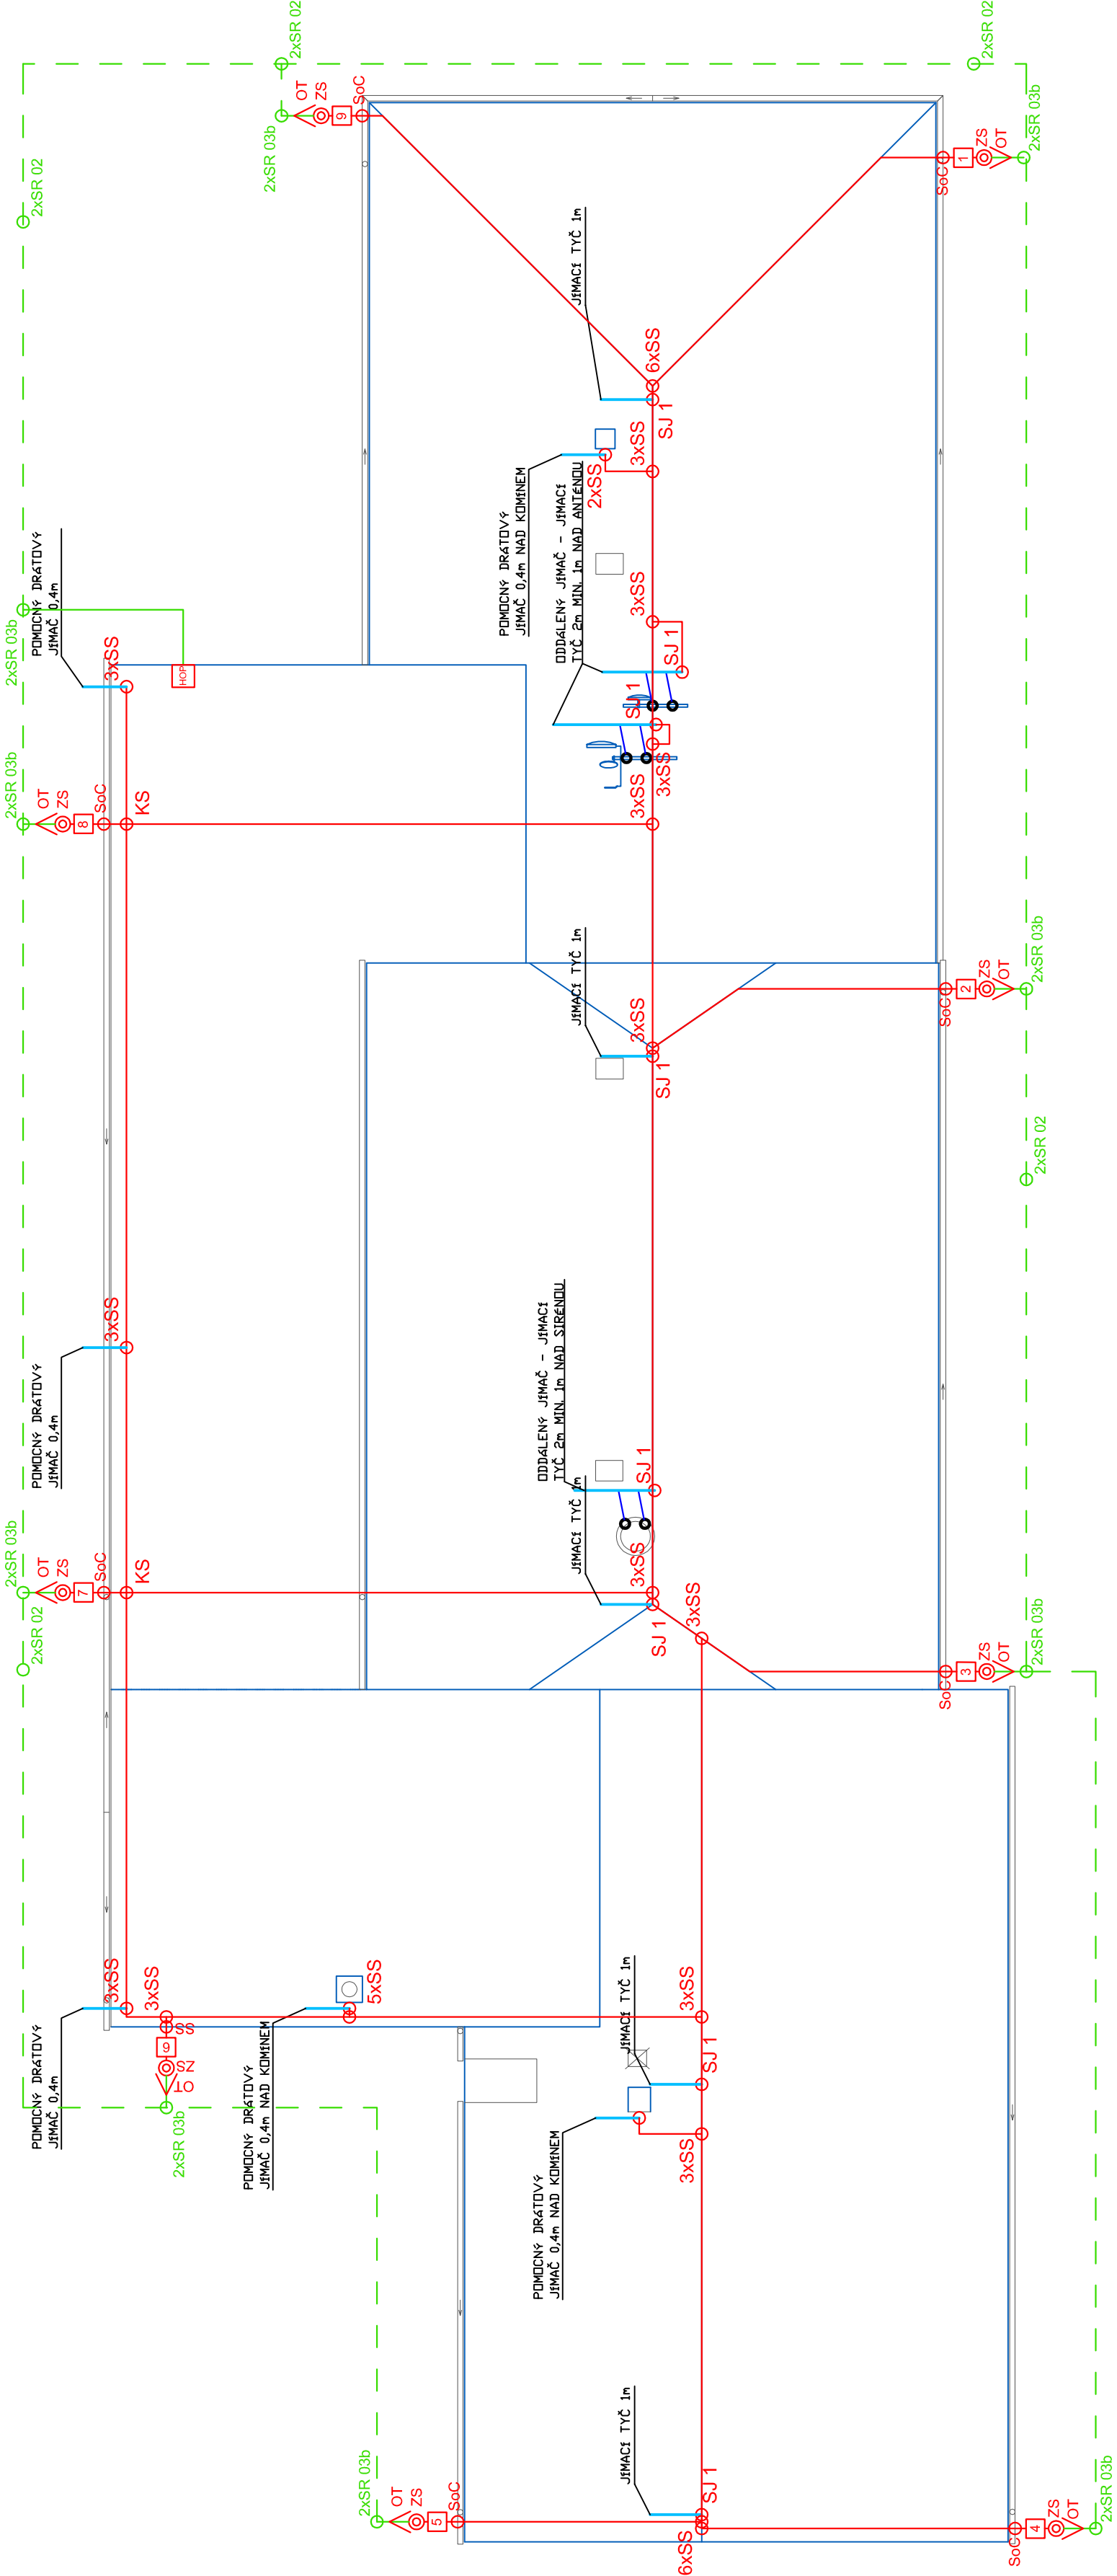 2xSR 02
2xSR 02
2xSR 02
2xSR 03b
OT
ZS
9
SoC
SoC
1
ZS
OT
2xSR 03b
JÍMACÍ TYČ 1m
6xSS
SJ 1
3xSS
2xSS
POMOCNÝ DRÁTOVÝ
JÍMAČ 0,4m NAD KOMÍNEM
ODDÁLENÝ JÍMAČ - JÍMACÍ
TYČ 2m MIN. 1m NAD ANTÉNOU
3xSS
SJ 1
SJ 1
3xSS
3xSS
POMOCNÝ DRÁTOVÝ
JÍMAČ 0,4m
2xSR 03b
3xSS
HOP
2xSR 03b
OT
ZS
8
SoC
KS
JÍMACÍ TYČ 1m
3xSS
SJ 1
SoC
2
ZS
OT
2xSR 03b
2xSR 02
POMOCNÝ DRÁTOVÝ
JÍMAČ 0,4m
3xSS
ODDÁLENÝ JÍMAČ - JÍMACÍ
TYČ 2m MIN. 1m NAD SIRÉNOU
JÍMACÍ TYČ 1m
SJ 1
3xSS
SJ 1
3xSS
2xSR 03b
2xSR 02
OT
ZS
7
SoC
KS
SoC
3
ZS
OT
2xSR 03b
POMOCNÝ DRÁTOVÝ
JÍMAČ 0,4m
3xSS
3xSS
SS
6
ZS
OT
2xSR 03b
POMOCNÝ DRÁTOVÝ
JÍMAČ 0,4m NAD KOMÍNEM
5xSS
JÍMACÍ TYČ 1m
3xSS
SJ 1
3xSS
POMOCNÝ DRÁTOVÝ
JÍMAČ 0,4m NAD KOMÍNEM
JÍMACÍ TYČ 1m
SJ 1
6xSS
2xSR 03b
OT
ZS
5
SoC
SoC
4
ZS
OT
2xSR 03b